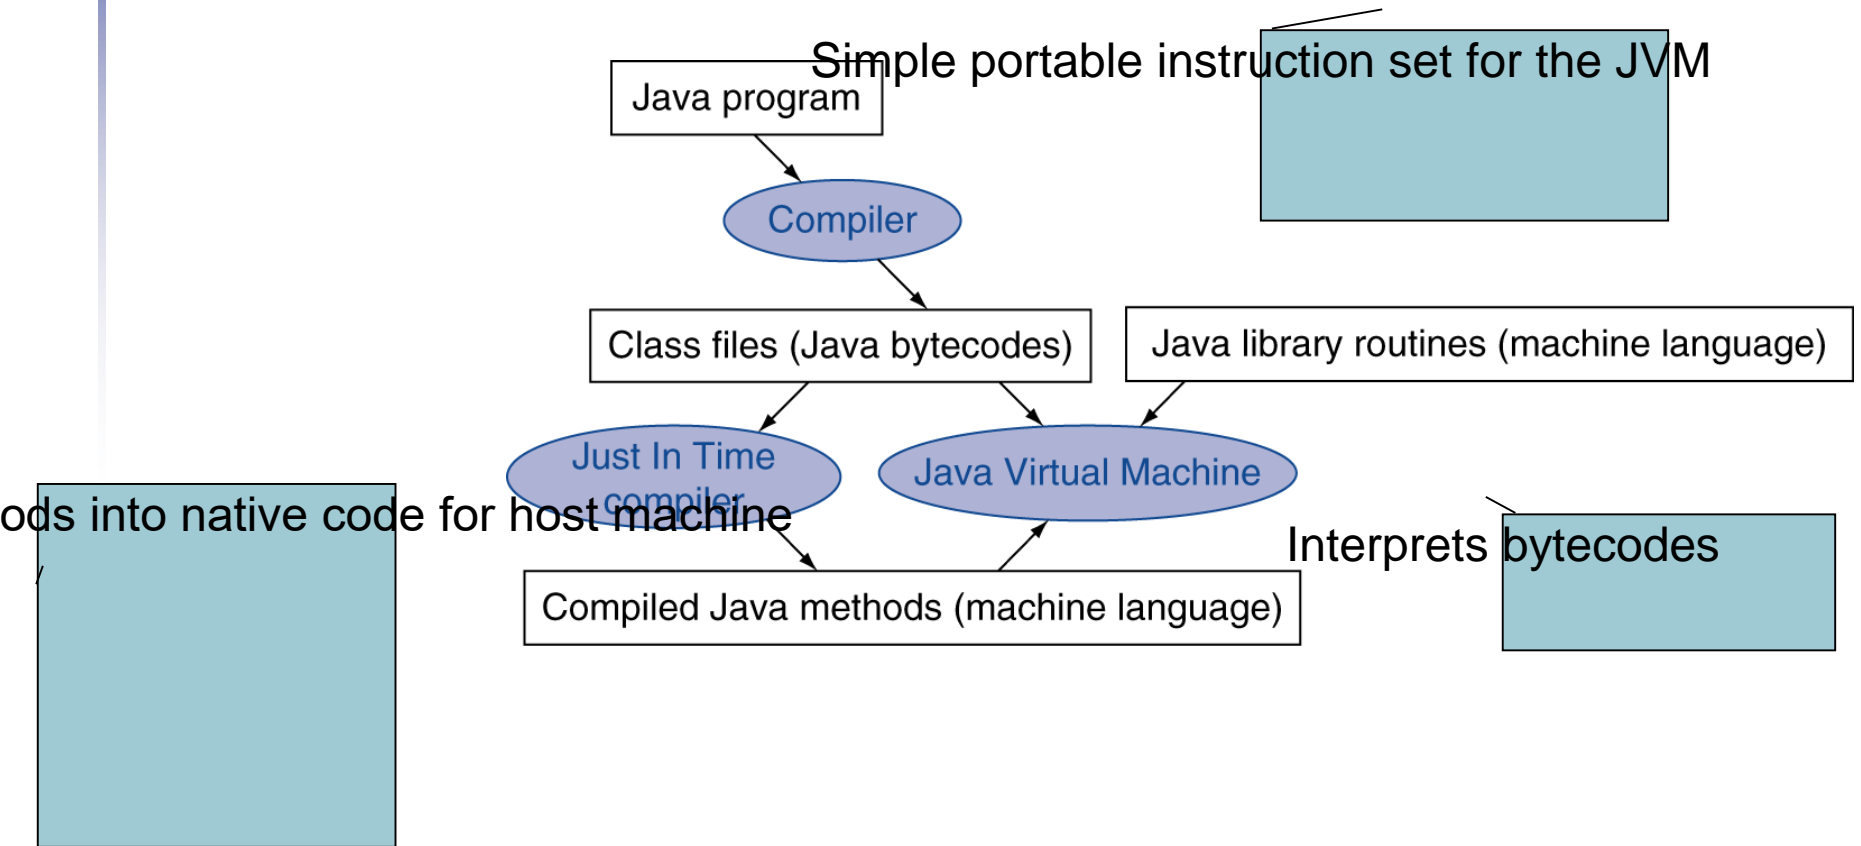 Simple portable instruction set for the JVM
Java program
Compiler
Class files (Java bytecodes)
Java library routines (machine language)
Just In Time
compiler
Java Virtual Machine
ods into native code for host machine
Interprets bytecodes
Compiled Java methods (machine language)